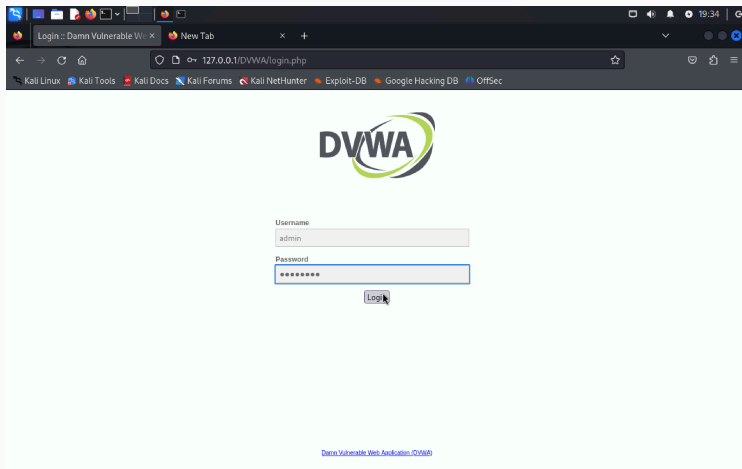 19:34
Login :: Damn Vulnerable We
New Tab
127.0.0.1/DVWA/login.php
Kali Linux Kali Tools Kali Docs Kali Forums Kali NetHunter Exploit-DB Google Hacking DB OffSec
DVWA
Username
admin
Password
Login
Damn Vulnerable Web Application (DVWA)